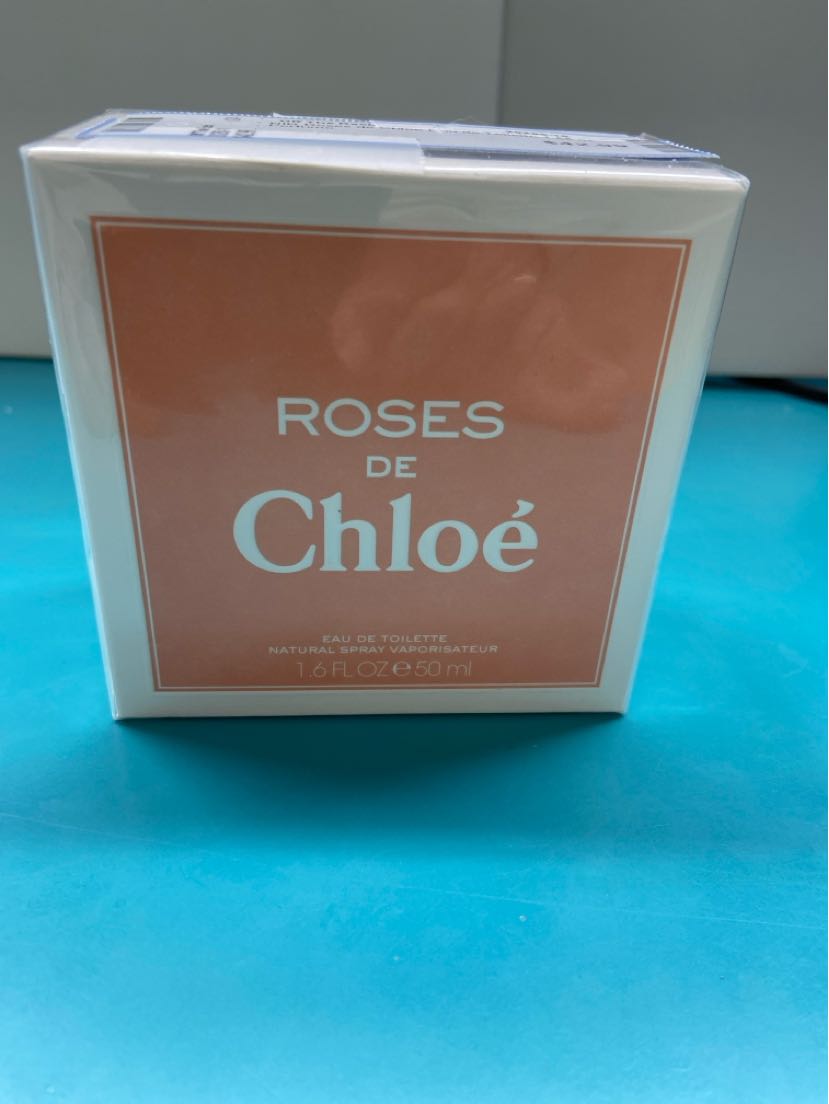 ROSES
DE
Chloé
EAU DE TOILETTE
NATURAL SPRAY VAPORISATEUR
1.6 FL OZ ℮ 50 ml